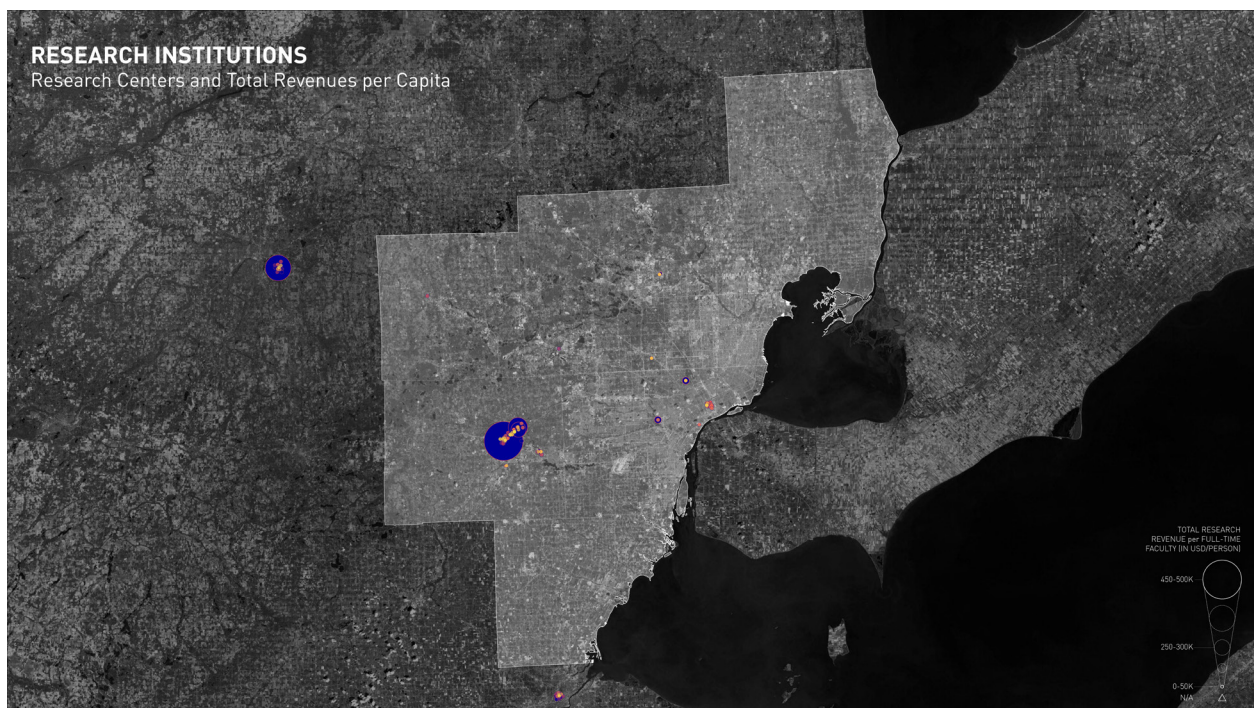 RESEARCH INSTITUTIONS
Research Centers and Total Revenues per Capita
TOTAL RESEARCH
REVENUE per FULL-TIME
FACULTY (IN USD/PERSON)
450-500K
250-300K
0-50K
N/A